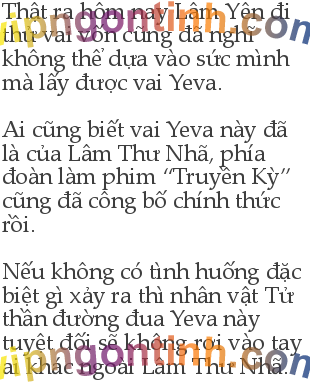 Thật ra hôm nay Lâm Yên đi
thử vai vốn cũng đã nghĩ
không thể dựa vào sức mình
mà lấy được vai Yeva.
Ai cũng biết vai Yeva này đã
là của Lâm Thư Nhã, phía
đoàn làm phim “Truyền Kỳ”
cũng đã công bố chính thức
rồi.
Nếu không có tình huống đặc
biệt gì xảy ra thì nhân vật Tử
thần đường đua Yeva này
tuyệt đối sẽ không rơi vào tay
ai khác ngoài Lâm Thư Nhã.
vipngontinh.com
vipngontinh.com